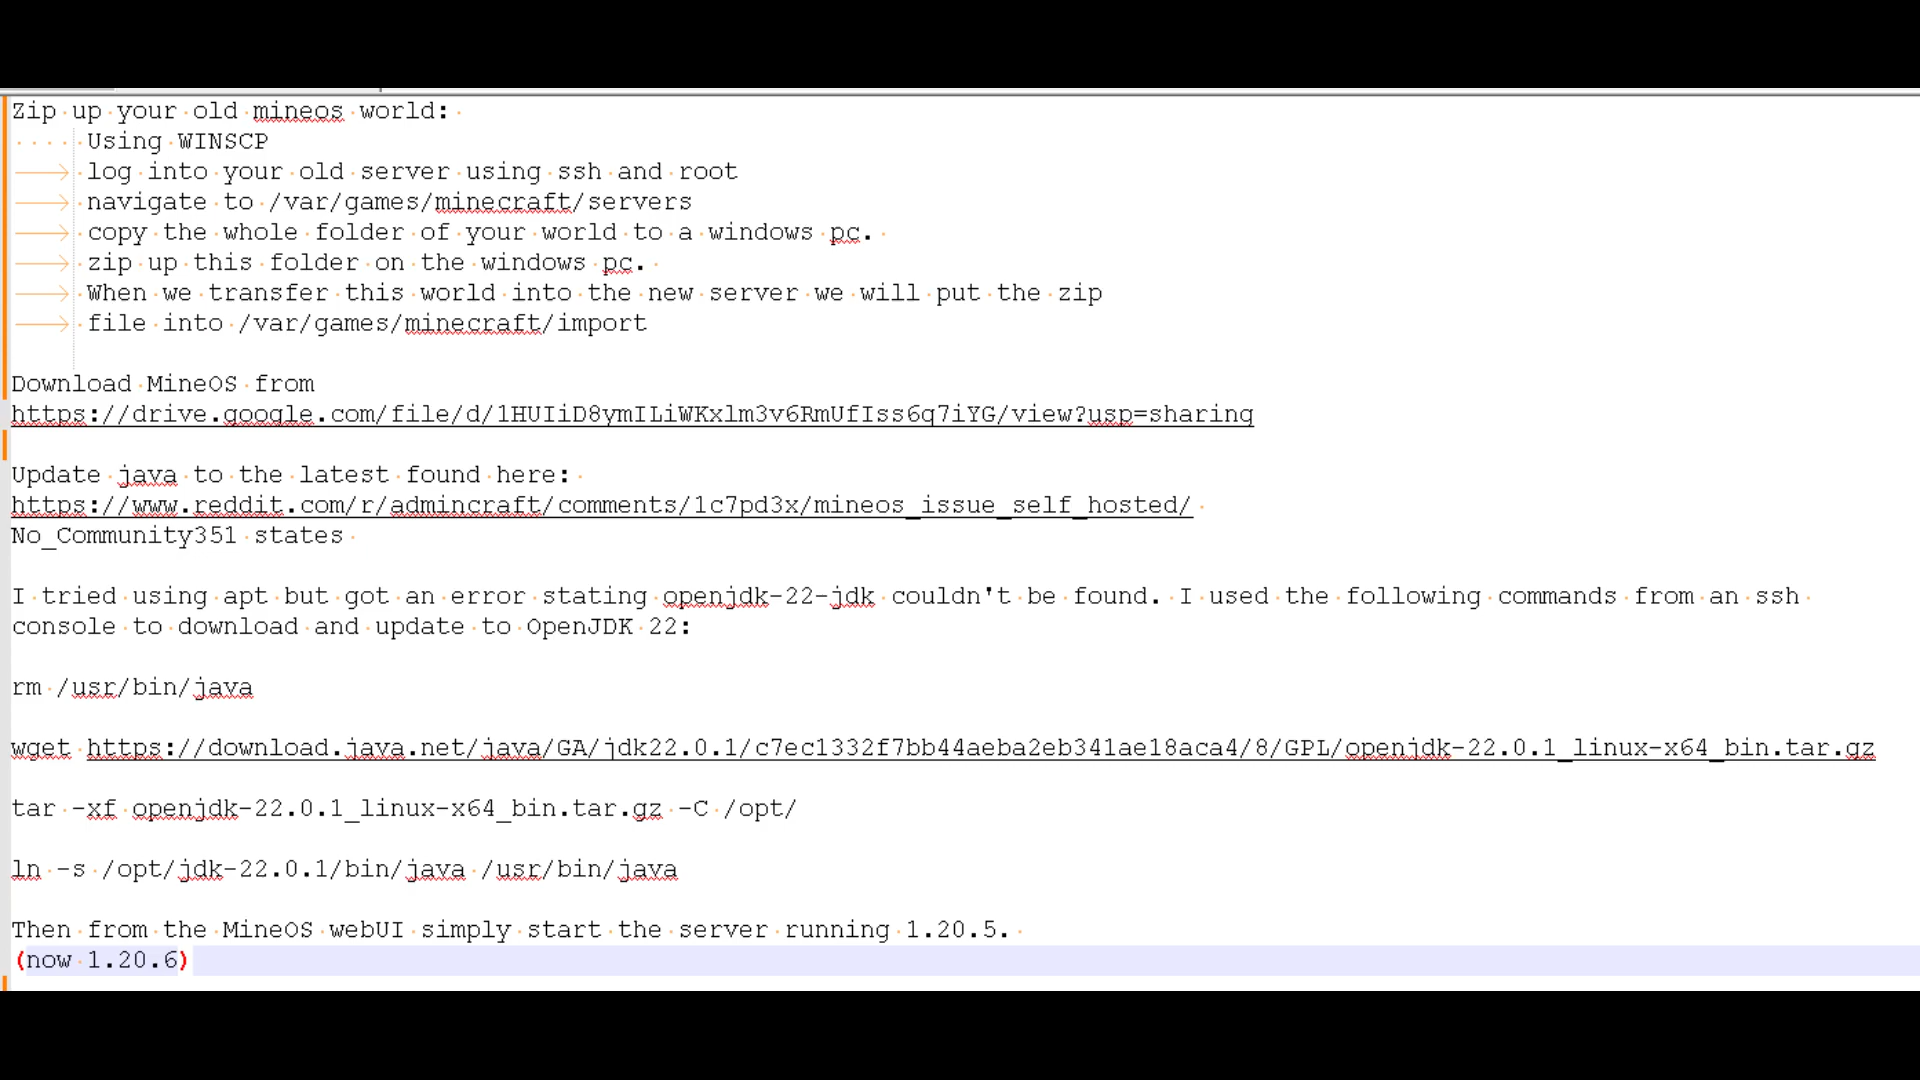 Zip up your old mineos world:
Using WINSCP
log into your old server using ssh and root
navigate to /var/games/minecraft/servers
copy the whole folder of your world to a windows pc.
zip up this folder on the windows pc.
When we transfer this world into the new server we will put the zip
file into /var/games/minecraft/import
Download MineOS from
https://drive.google.com/file/d/1HUIiD8ymILiWKxlm3v6RmUfIss6q7iYG/view?usp=sharing
Update java to the latest found here:
https://www.reddit.com/r/admincraft/comments/1c7pd3x/mineos_issue_self_hosted/
No_Community351 states
I tried using apt but got an error stating openjdk-22-jdk couldn't be found. I used the following commands from an ssh
console to download and update to OpenJDK 22:
rm /usr/bin/java
wget https://download.java.net/java/GA/jdk22.0.1/c7ec1332f7bb44aeba2eb341ae18aca4/8/GPL/openjdk-22.0.1_linux-x64_bin.tar.gz
tar -xf openjdk-22.0.1_linux-x64_bin.tar.gz -C /opt/
ln -s /opt/jdk-22.0.1/bin/java /usr/bin/java
Then from the MineOS webUI simply start the server running 1.20.5.
(now 1.20.6)